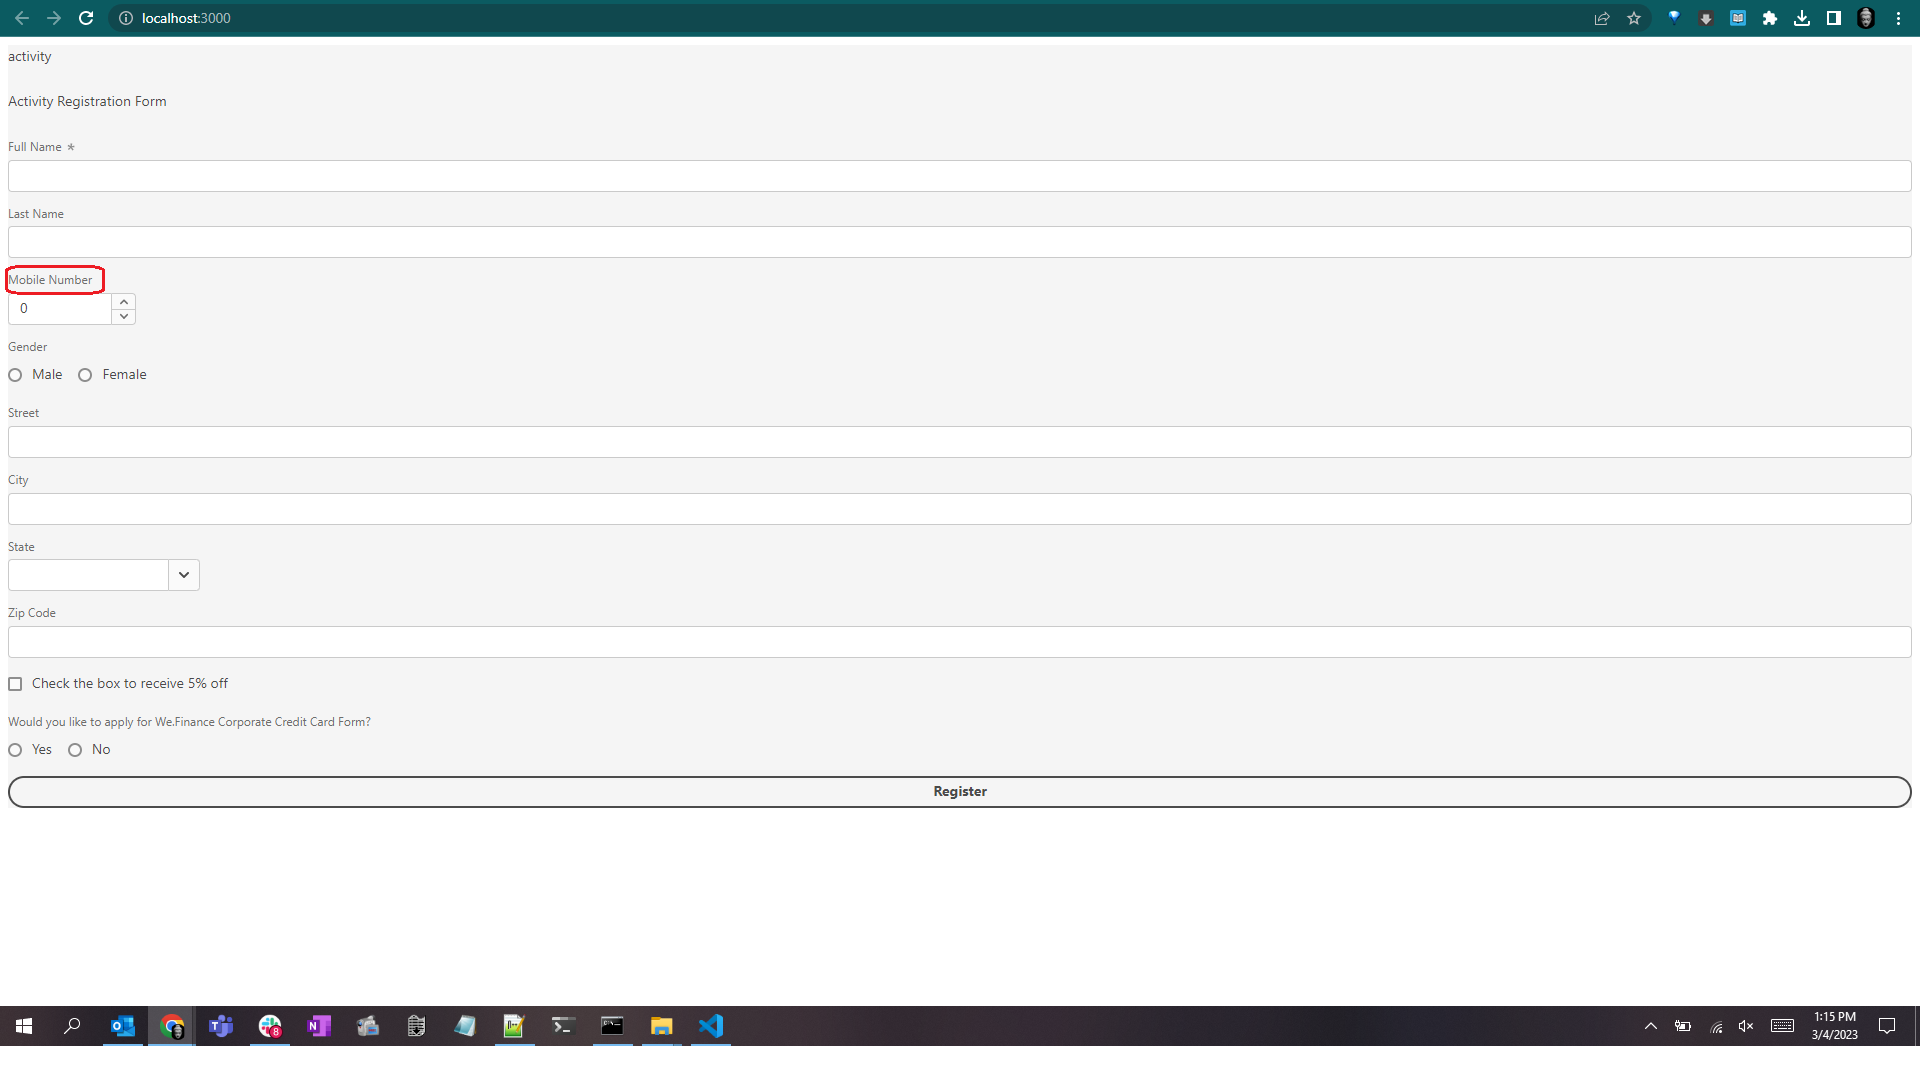 localhost:3000
activity
Activity Registration Form
Full Name *
Last Name
Mobile Number
0
Gender
Male Female
Street
City
State
Zip Code
Check the box to receive 5% off
Would you like to apply for We.Finance Corporate Credit Card Form?
Yes No
Register
8
1:15 PM
3/4/2023